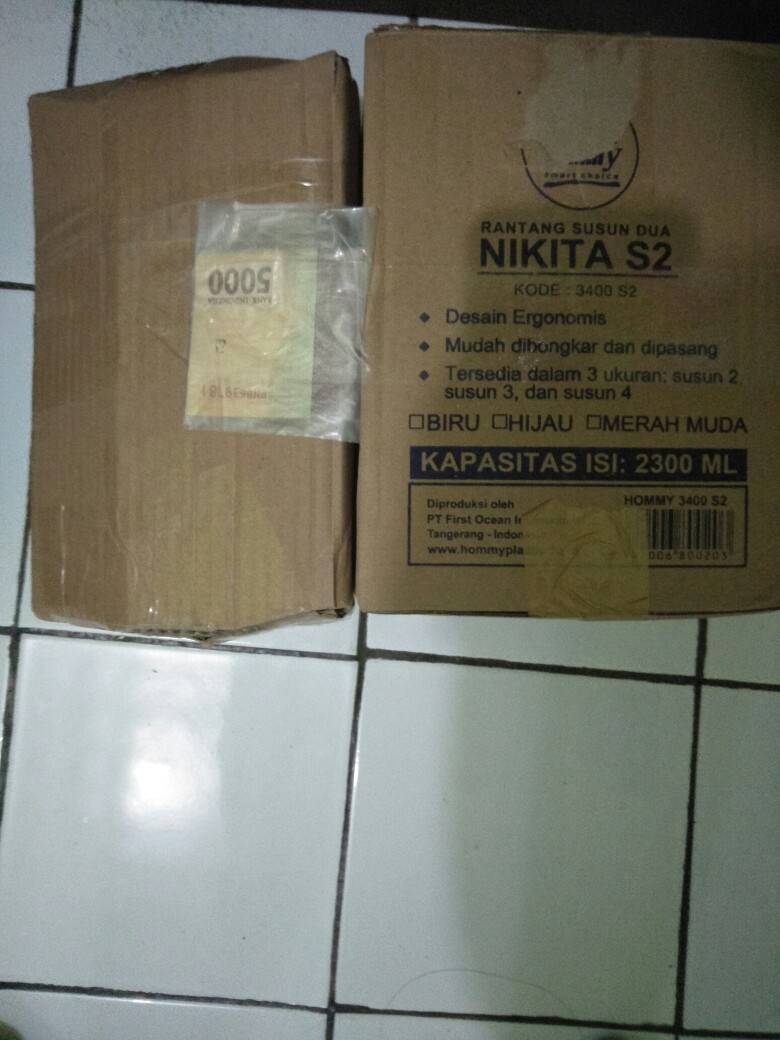 5000
BANK INDONESIA
smart choice
RANTANG SUSUN DUA
NIKITA S2
KODE : 3400 S2
Desain Ergonomis
Mudah dibongkar dan dipasang
Tersedia dalam 3 ukuran: susun 2,
susun 3, dan susun 4
BIRU HIJAU MERAH MUDA
KAPASITAS ISI: 2300 ML
Diproduksi oleh
PT First Ocean
Tangerang -
HOMMY 3400 S2